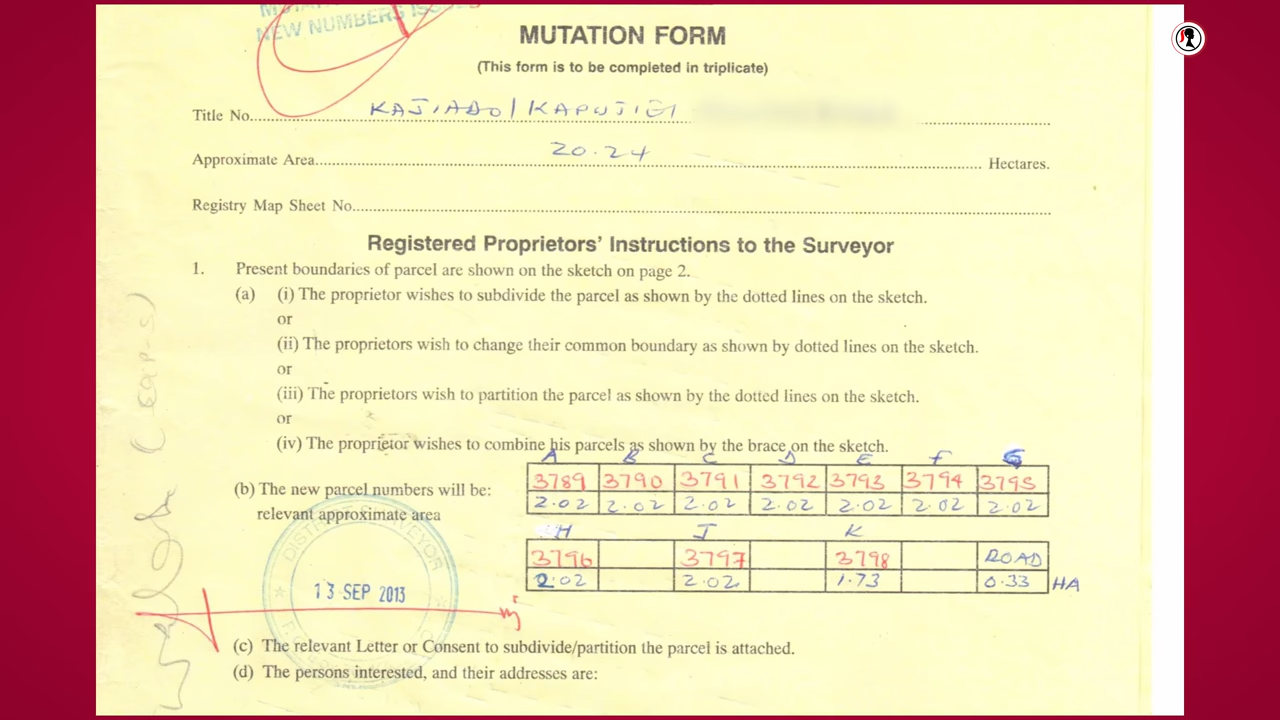 NEW NUMBERS ISSUED
MUTATION FORM
(This form is to be completed in triplicate)
Title No. KAJIADO/KAPUTIEI
Approximate Area 20.24 Hectares.
Registry Map Sheet No.
Registered Proprietors' Instructions to the Surveyor
1. Present boundaries of parcel are shown on the sketch on page 2.
(a) (i) The proprietor wishes to subdivide the parcel as shown by the dotted lines on the sketch.
or
(ii) The proprietors wish to change their common boundary as shown by dotted lines on the sketch.
or
(iii) The proprietors wish to partition the parcel as shown by the dotted lines on the sketch.
or
(iv) The proprietor wishes to combine his parcels as shown by the brace on the sketch.
A B C D E F G
(b) The new parcel numbers will be: 3789 3790 3791 3792 3793 3794 3795
relevant approximate area 2.02 2.02 2.02 2.02 2.02 2.02 2.02
H J K
3796 3797 3798 ROAD
2.02 2.02 1.73 0.33 HA
13 SEP 2013
(c) The relevant Letter or Consent to subdivide/partition the parcel is attached.
(d) The persons interested, and their addresses are: